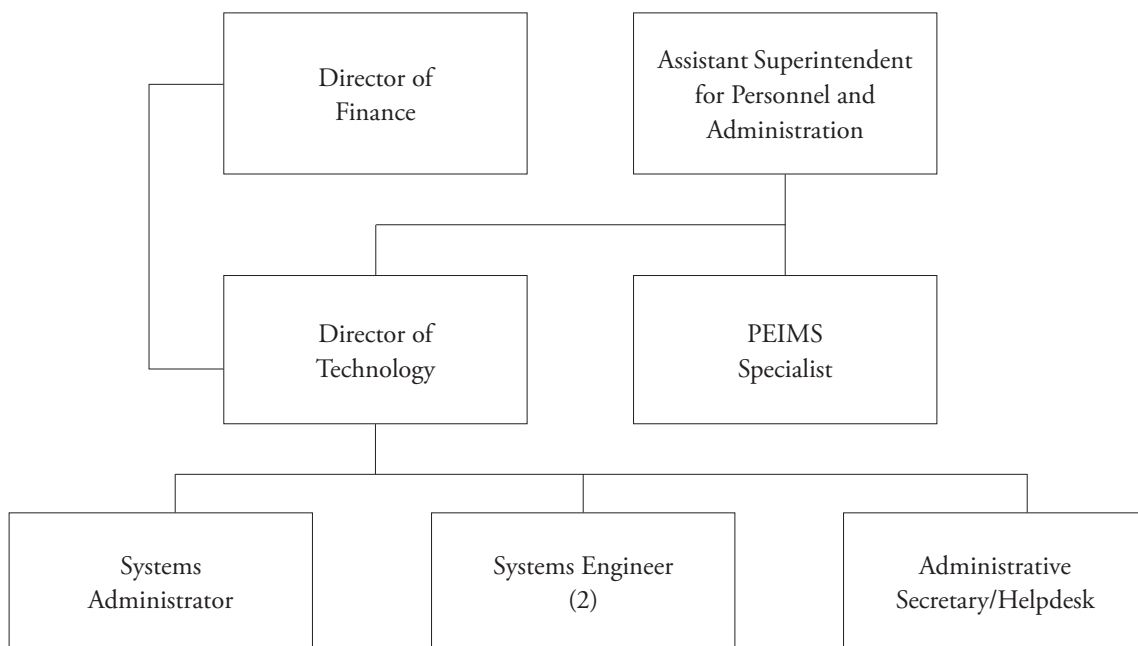 Director of
Finance
Assistant Superintendent
for Personnel and
Administration
Director of
Technology
PEIMS
Specialist
Systems
Administrator
Systems Engineer
(2)
Administrative
Secretary/Helpdesk